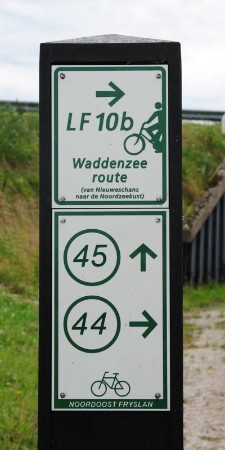 LF 10b
Waddenzee
route
(van Nieuweschans
naar de Noordzeekust)
45
44
NOORDOOST FRYSLAN